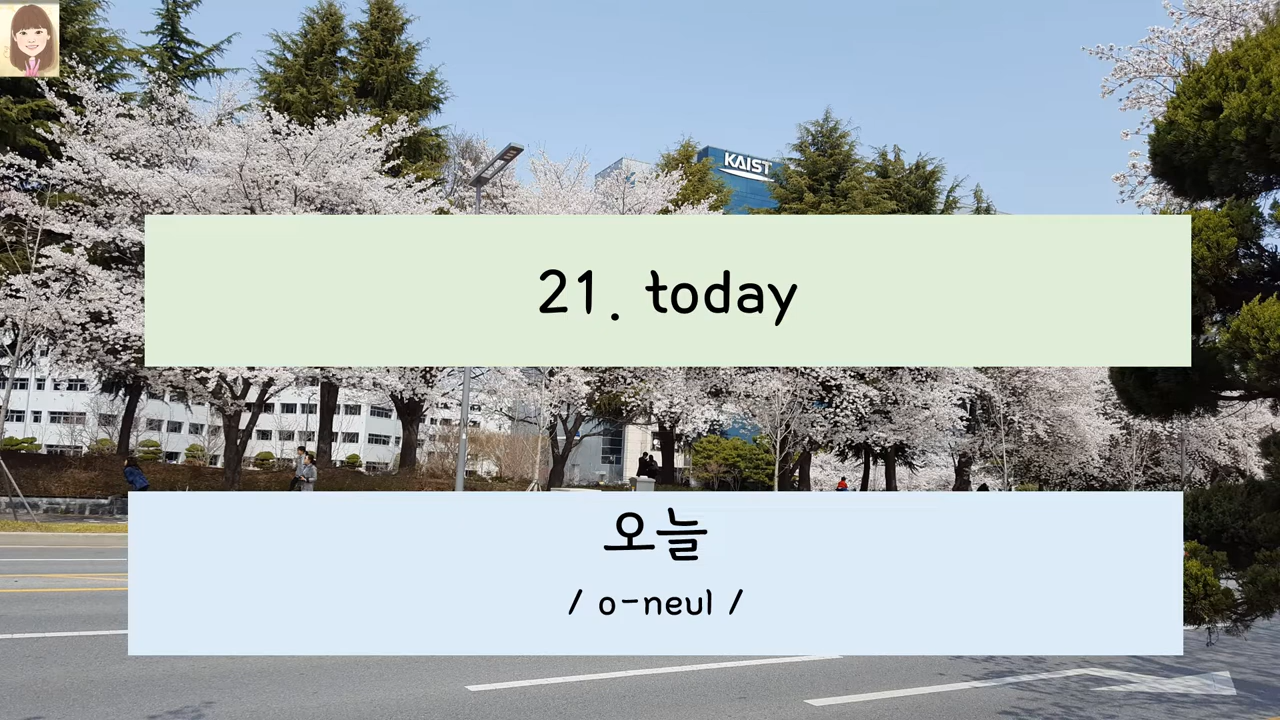 KAIST
21. today
오늘
/ o-neul /